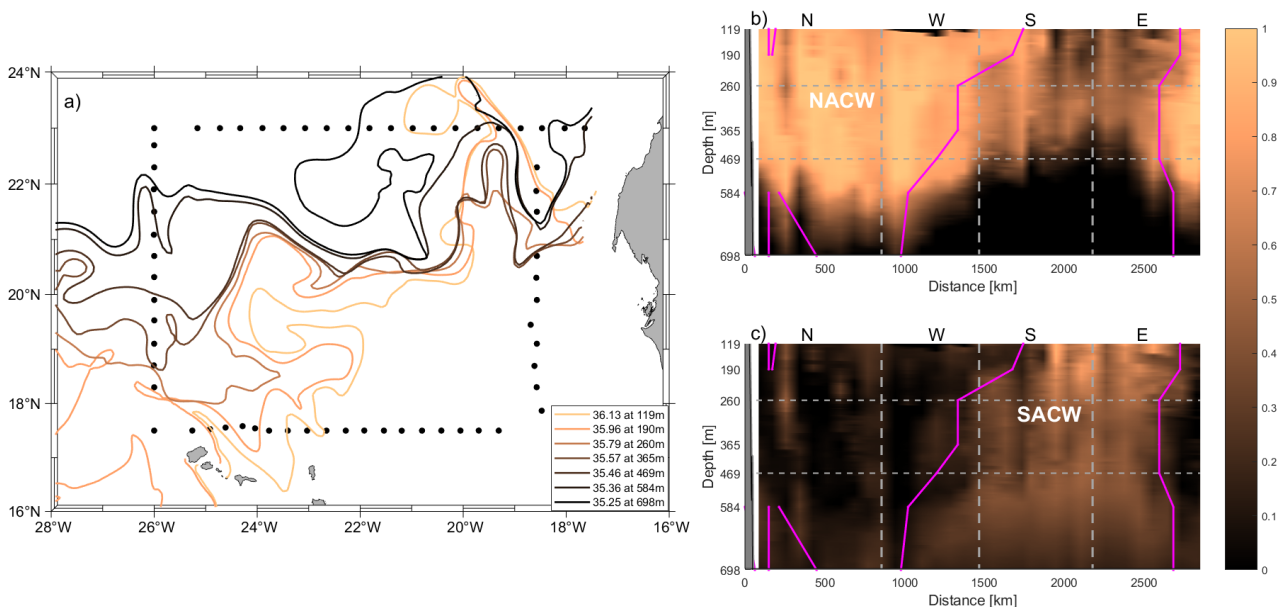 a)
24°N
22°N
20°N
18°N
16°N
28°W
26°W
24°W
22°W
20°W
18°W
16°W
36.13 at 119m
35.96 at 190m
35.79 at 260m
35.57 at 365m
35.46 at 469m
35.36 at 584m
35.25 at 698m
b)
N W S E
119
190
260
365
469
584
698
Depth [m]
NACW
0 500 1000 1500 2000 2500
Distance [km]
c)
N W S E
119
190
260
365
469
584
698
Depth [m]
SACW
0 500 1000 1500 2000 2500
Distance [km]
1
0.9
0.8
0.7
0.6
0.5
0.4
0.3
0.2
0.1
0